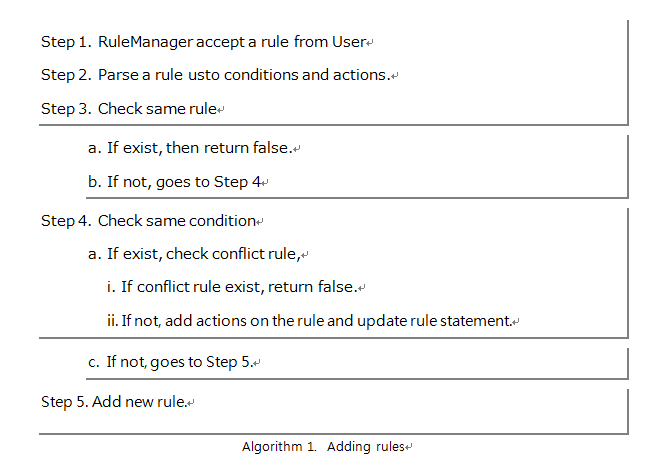 Step 1. RuleManager accept a rule from User
Step 2. Parse a rule usto conditions and actions.
Step 3. Check same rule
a. If exist, then return false.
b. If not, goes to Step 4
Step 4. Check same condition
a. If exist, check conflict rule,
i. If conflict rule exist, return false.
ii. If not, add actions on the rule and update rule statement.
c. If not, goes to Step 5.
Step 5. Add new rule.
Algorithm 1. Adding rules